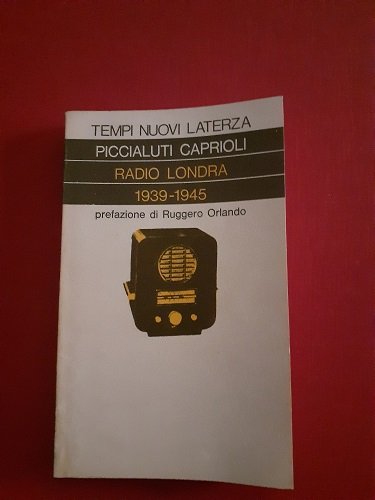 TEMPI NUOVI LATERZA
PICCIALUTI CAPRIOLI
RADIO LONDRA
1939-1945
prefazione di Ruggero Orlando